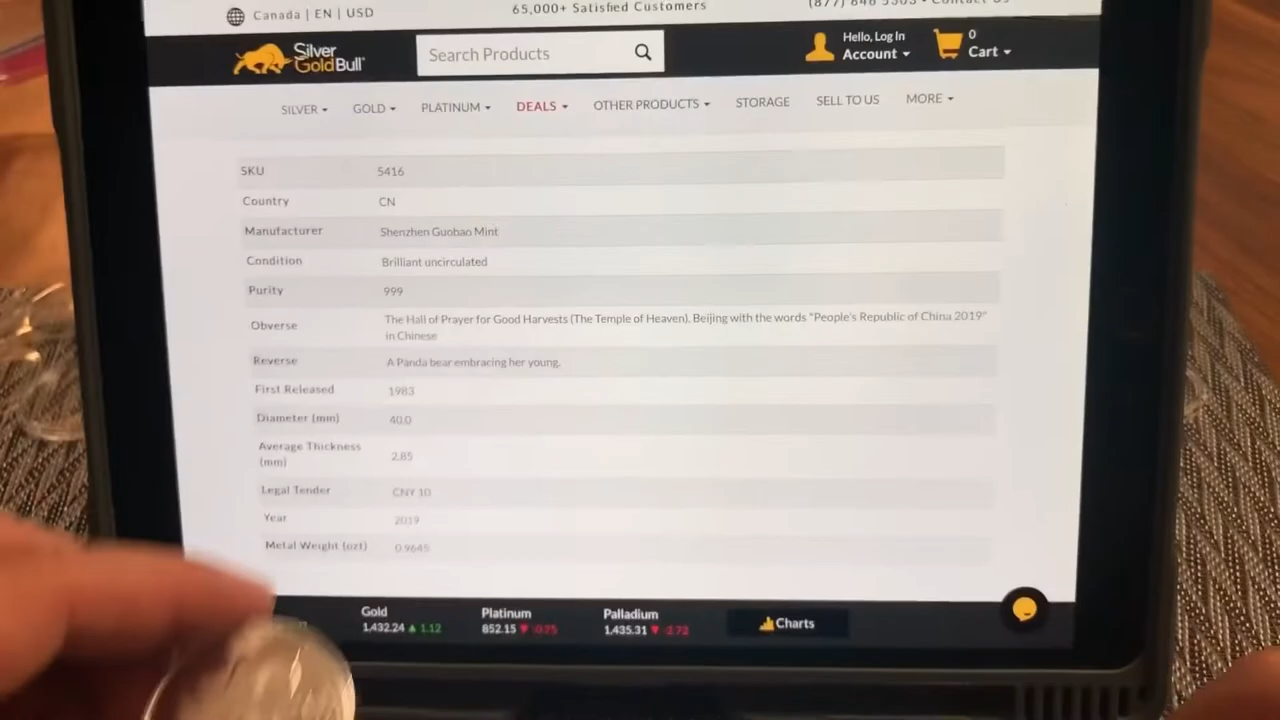 Canada | EN | USD
65,000+ Satisfied Customers
Silver
GoldBull
Search Products
Hello, Log In
Account
0
Cart
SILVER
GOLD
PLATINUM
DEALS
OTHER PRODUCTS
STORAGE
SELL TO US
MORE
SKU 5416
Country CN
Manufacturer Shenzhen Guobao Mint
Condition Brilliant uncirculated
Purity 999
Obverse The Hall of Prayer for Good Harvests (The Temple of Heaven), Beijing with the words "People's Republic of China 2019"
in Chinese
Reverse A Panda bear embracing her young.
First Released 1983
Diameter (mm) 40.0
Average Thickness
(mm) 2.85
Legal Tender CNY 10
Year 2019
Metal Weight (ozt) 0.9645
Gold
1,432.24 ▲ 1.12
Platinum
852.15 ▼ -0.75
Palladium
1,435.31 ▼ -2.72
Charts